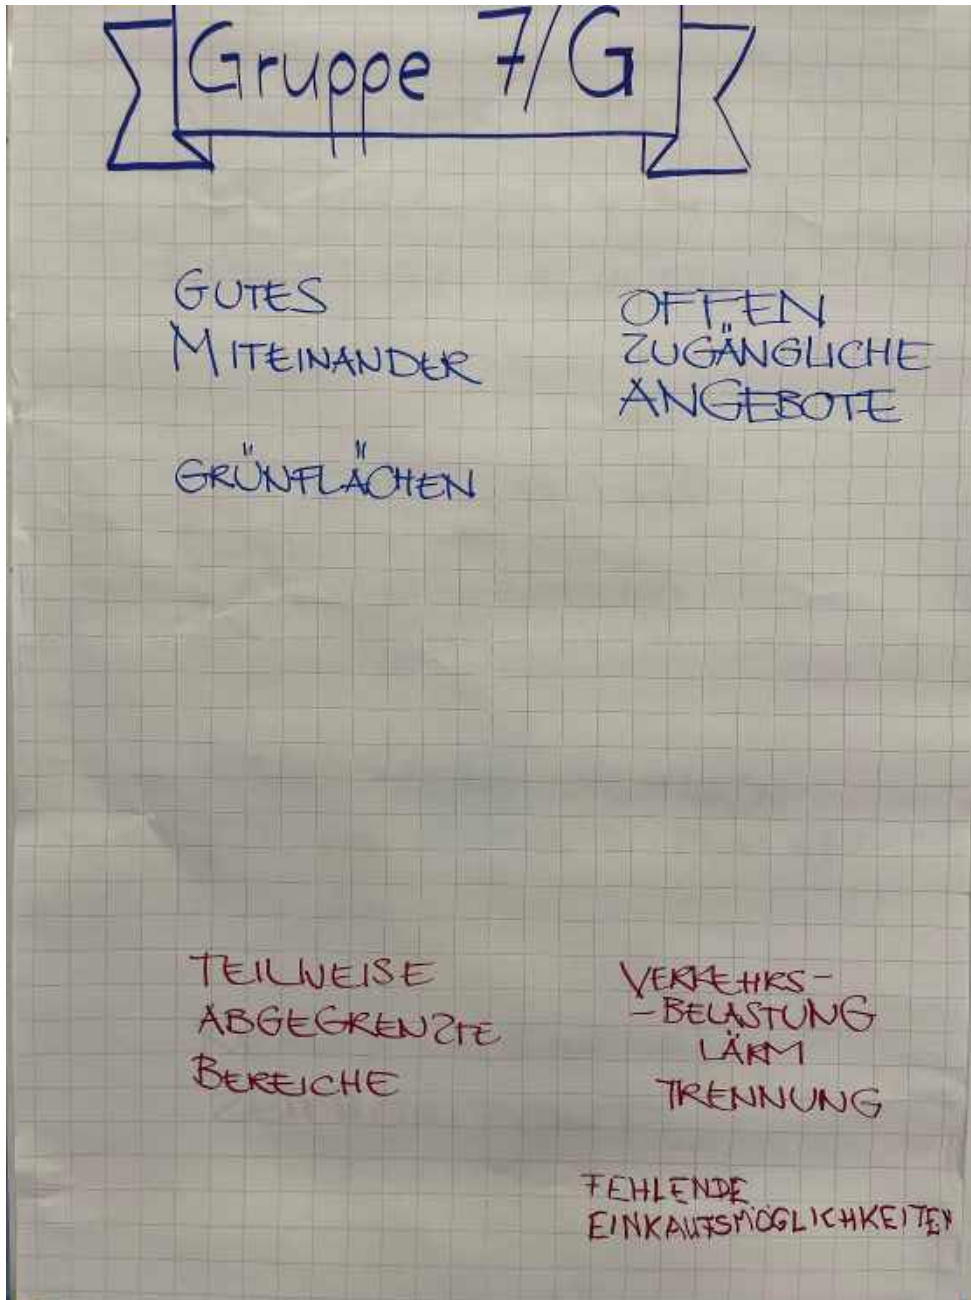 Gruppe 7/G
GUTES
MITEINANDER
GRÜNFLÄCHEN
OFFEN
ZUGÄNGLICHE
ANGEBOTE
TEILWEISE
ABGEGRENZTE
BEREICHE
VERKEHRS-
-BELASTUNG
LÄRM
TRENNUNG
FEHLENDE
EINKAUFSMÖGLICHKEITEN